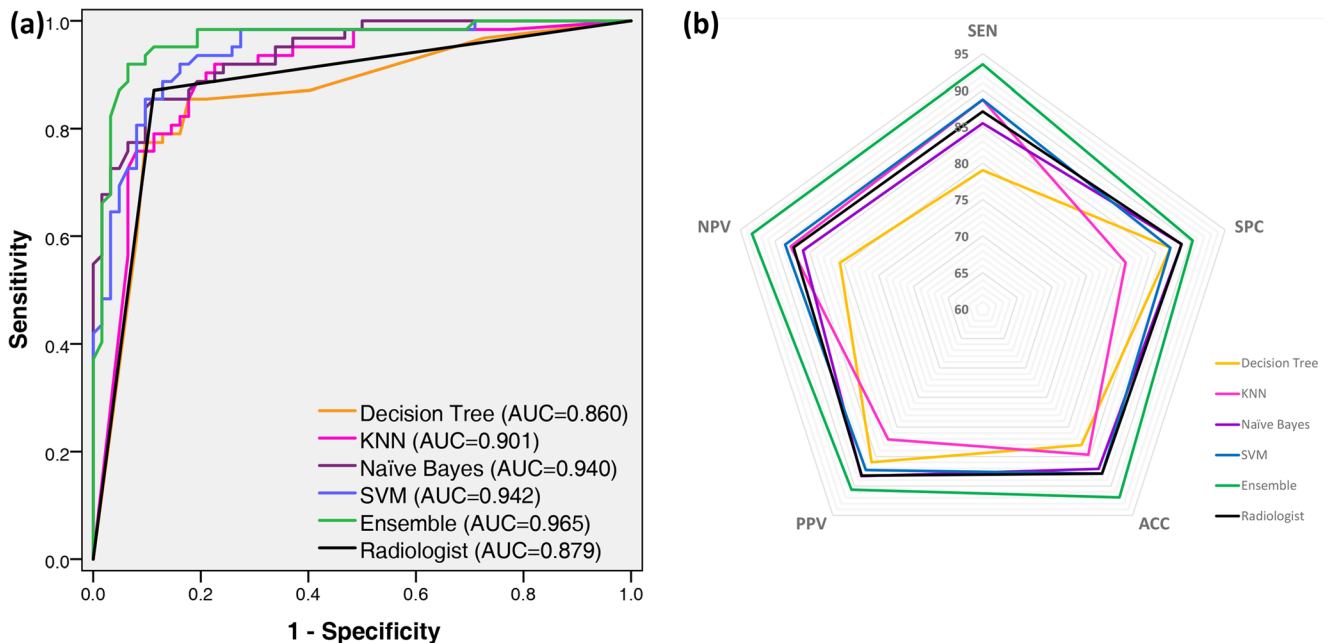 (a)
1.0
0.8
0.6
0.4
0.2
0.0
Sensitivity
Decision Tree (AUC=0.860)
KNN (AUC=0.901)
Naïve Bayes (AUC=0.940)
SVM (AUC=0.942)
Ensemble (AUC=0.965)
Radiologist (AUC=0.879)
0.0 0.2 0.4 0.6 0.8 1.0
1 - Specificity
(b)
SEN
95
90
85
80
75
70
65
60
NPV
SPC
PPV
ACC
Decision Tree
KNN
Naïve Bayes
SVM
Ensemble
Radiologist